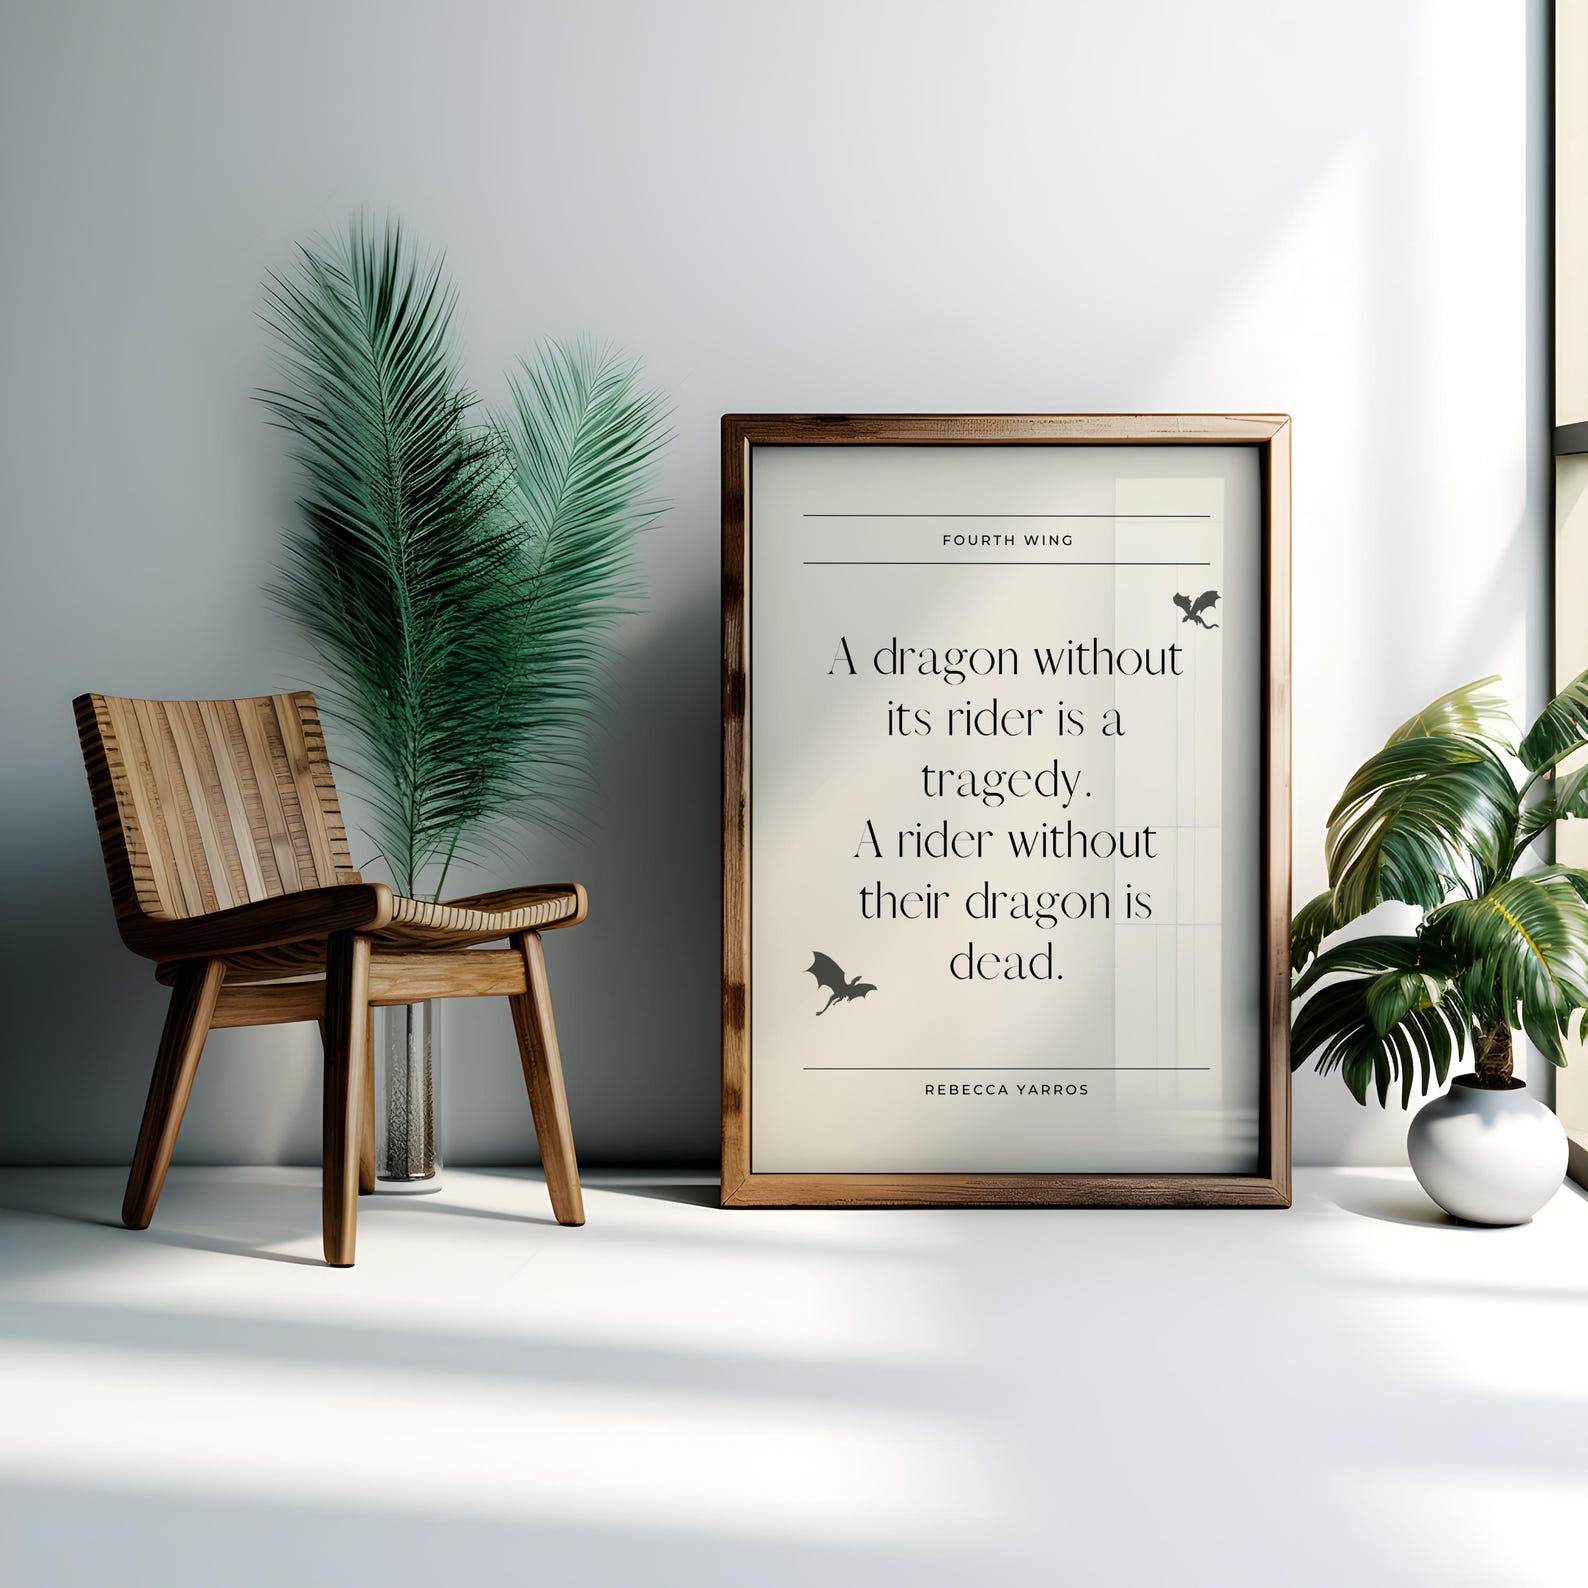 FOURTH WING
A dragon without
its rider is a
tragedy.
A rider without
their dragon is
dead.
REBECCA YARROS